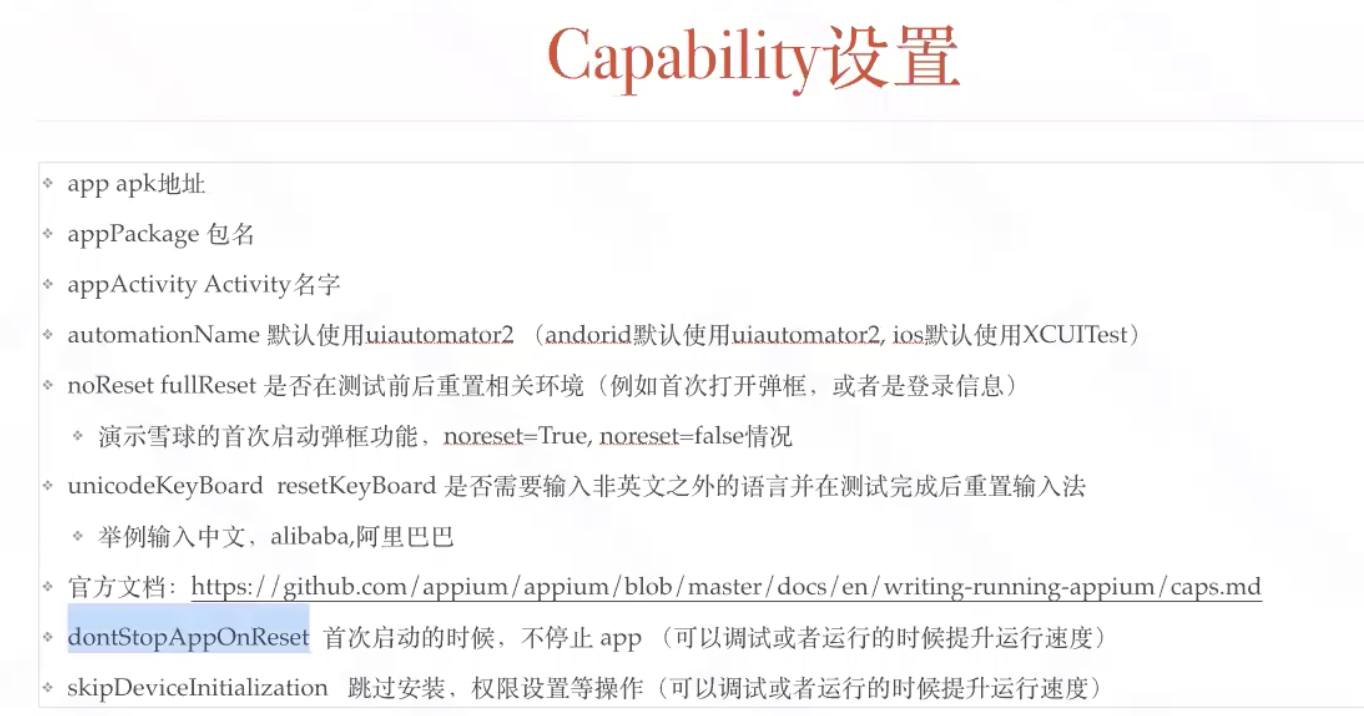 Capability设置
app apk地址
appPackage 包名
appActivity Activity名字
automationName 默认使用uiautomator2 （andorid默认使用uiautomator2, ios默认使用XCUITest）
noReset fullReset 是否在测试前后重置相关环境（例如首次打开弹框，或者是登录信息）
演示雪球的首次启动弹框功能，noreset=True, noreset=false情况
unicodeKeyBoard resetKeyBoard 是否需要输入非英文之外的语言并在测试完成后重置输入法
举例输入中文，alibaba,阿里巴巴
官方文档：https://github.com/appium/appium/blob/master/docs/en/writing-running-appium/caps.md
dontStopAppOnReset 首次启动的时候，不停止 app （可以调试或者运行的时候提升运行速度）
skipDeviceInitialization 跳过安装，权限设置等操作（可以调试或者运行的时候提升运行速度）